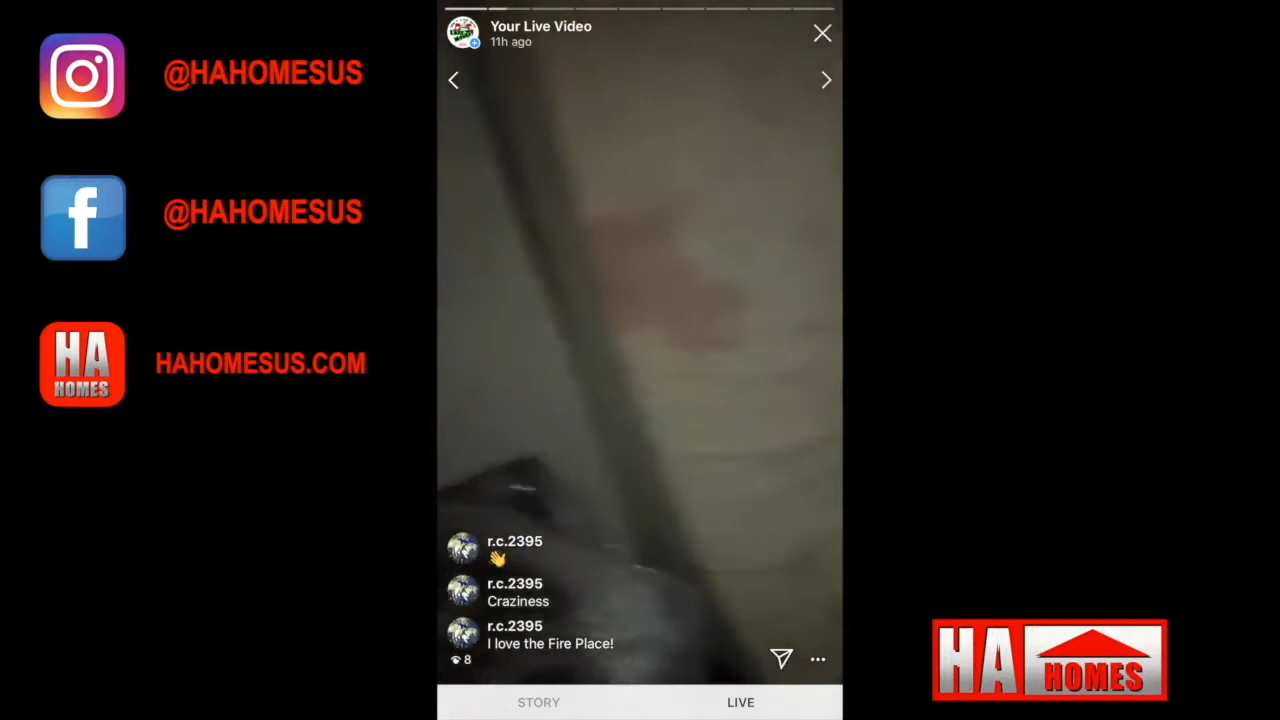 @HAHOMESUS
@HAHOMESUS
HA
HOMES
HAHOMESUS.COM
Your Live Video
11h ago
r.c.2395
👋
r.c.2395
Craziness
r.c.2395
I love the Fire Place!
8
STORY
LIVE
HA
HOMES